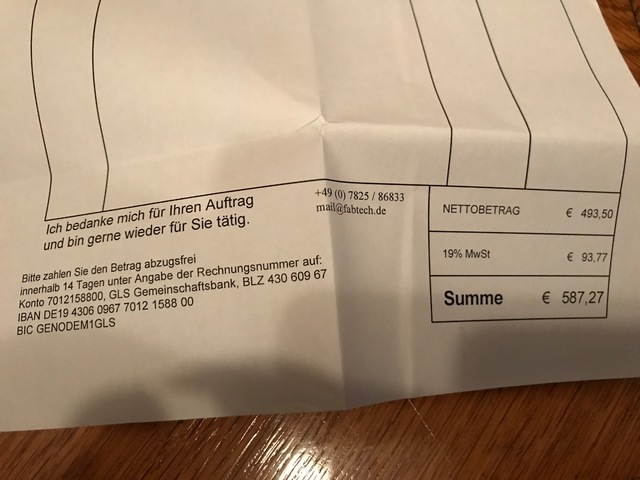 Ich bedanke mich für Ihren Auftrag
und bin gerne wieder für Sie tätig.
Bitte zahlen Sie den Betrag abzugsfrei
innerhalb 14 Tagen unter Angabe der Rechnungsnummer auf:
Konto 7012158800, GLS Gemeinschaftsbank, BLZ 430 609 67
IBAN DE19 4306 0967 7012 1588 00
BIC GENODEM1GLS
+49 (0) 7825 / 86833
mail@fabtech.de
NETTOBETRAG € 493,50
19% MwSt € 93,77
Summe € 587,27